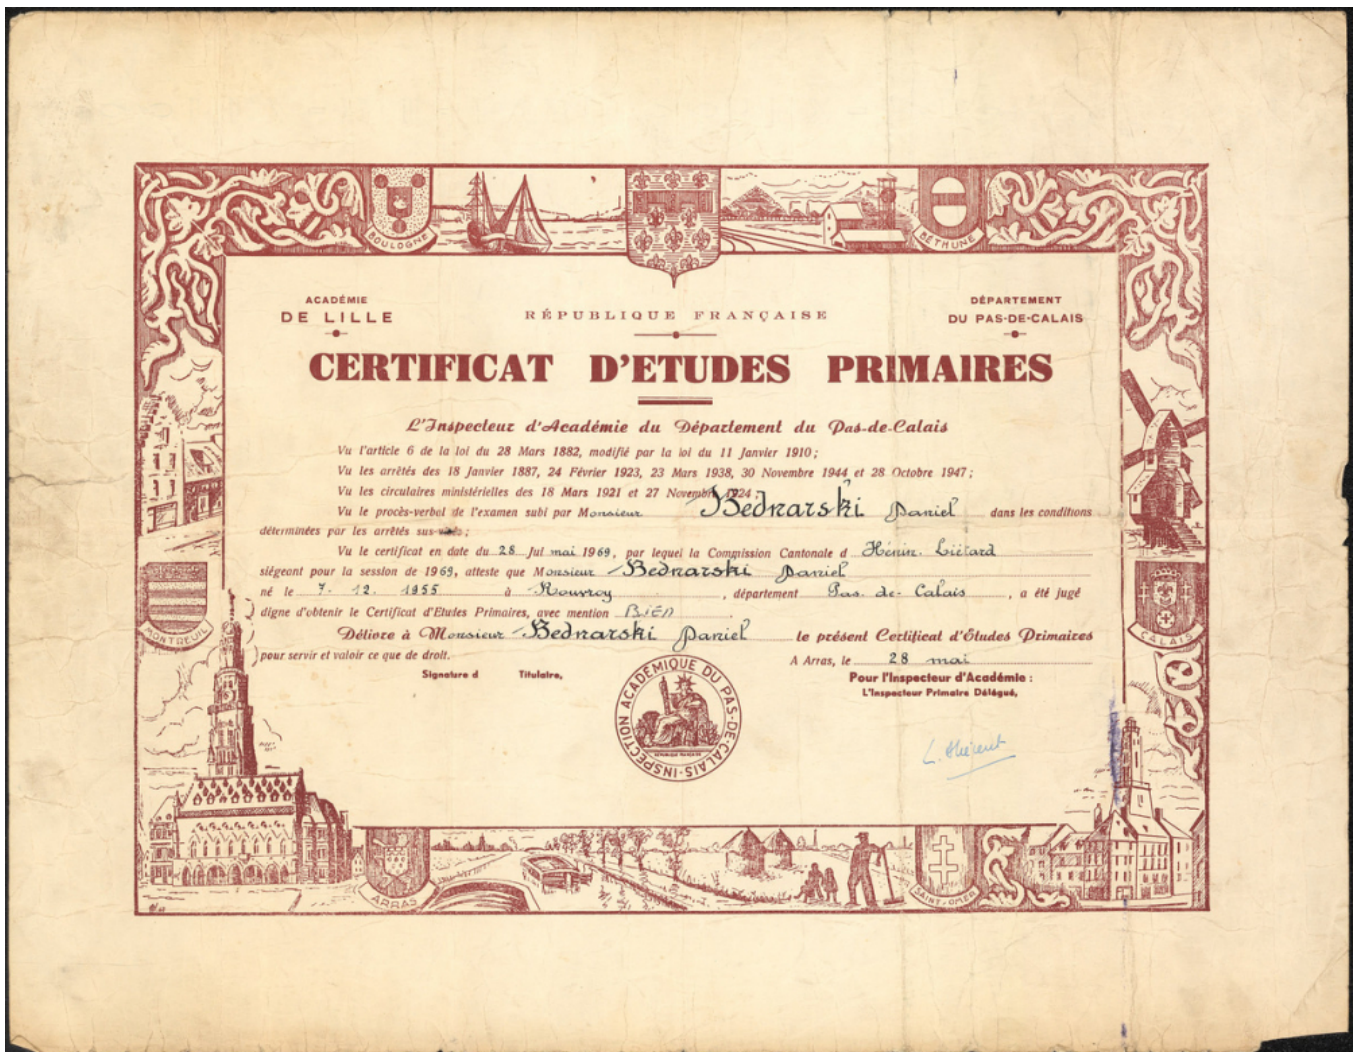 BOULOGNE
BÉTHUNE
ACADÉMIE
DE LILLE
RÉPUBLIQUE FRANÇAISE
DÉPARTEMENT
DU PAS-DE-CALAIS
CERTIFICAT D'ETUDES PRIMAIRES
L'Inspecteur d'Académie du Département du Pas-de-Calais
Vu l'article 6 de la loi du 28 Mars 1882, modifié par la loi du 11 Janvier 1910 ;
Vu les arrêtés des 18 Janvier 1887, 24 Février 1923, 23 Mars 1938, 30 Novembre 1944 et 28 Octobre 1947 ;
Vu les circulaires ministérielles des 18 Mars 1921 et 27 Novembre 1924 ;
Vu le procès-verbal de l'examen subi par Monsieur Bednarski Daniel dans les conditions
déterminées par les arrêtés sus-visés ;
Vu le certificat en date du 28 Jui mai 1969, par lequel la Commission Cantonale d Hénin-Liétard
siégeant pour la session de 1969, atteste que Monsieur Bednarski Daniel
né le 7. 12. 1955 à Rouvroy, département Pas-de-Calais, a été jugé
digne d'obtenir le Certificat d'Etudes Primaires, avec mention BIEN
Délivré à Monsieur Bednarski Daniel le présent Certificat d'Études Primaires
pour servir et valoir ce que de droit.
A Arras, le 28 mai
Signature d Titulaire,
Pour l'Inspecteur d'Académie :
L'Inspecteur Primaire Délégué,
INSPECTION ACADÉMIQUE DU PAS-DE-CALAIS
RÉPUBLIQUE FRANÇAISE
MONTREUIL
CALAIS
ARRAS
SAINT-OMER